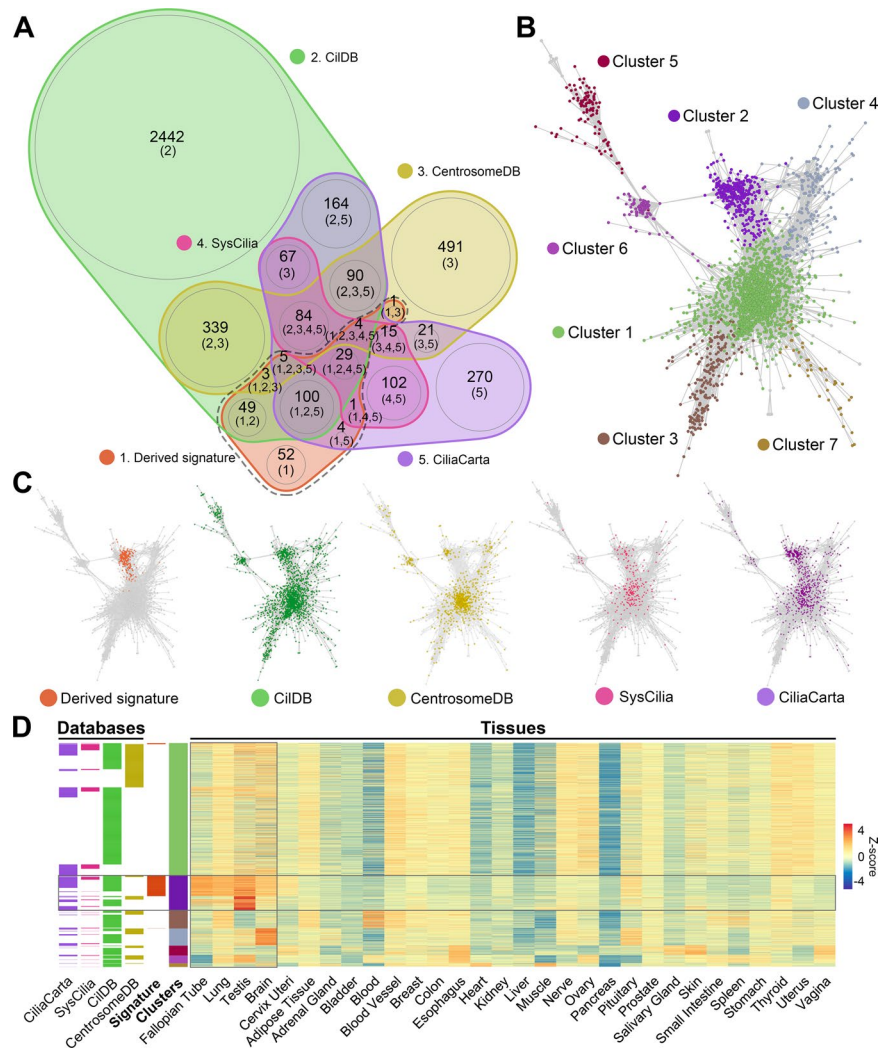 A
2. CilDB
2442
(2)
3. CentrosomeDB
164
(2,5)
4. SysCilia
67
(3)
491
(3)
90
(2,3,5)
1
(1,3)
339
(2,3)
84
(2,3,4,5)
4
(1,2,3,4,5)
15
(3,4,5)
21
(3,5)
5
(1,2,3,5)
29
(1,2,4,5)
3
(1,2,3)
102
(4,5)
270
(5)
49
(1,2)
100
(1,2,5)
1
(1,4,5)
4
(1,5)
1. Derived signature
52
(1)
5. CiliaCarta
B
Cluster 5
Cluster 2
Cluster 4
Cluster 6
Cluster 1
Cluster 3
Cluster 7
C
Derived signature
CilDB
CentrosomeDB
SysCilia
CiliaCarta
D
Databases
Tissues
4
2
0
-2
-4
Z-score
CiliaCarta
SysCilia
CilDB
CentrosomeDB
Signature
Clusters
Fallopian Tube
Lung
Testis
Brain
Cervix Uteri
Adipose Tissue
Adrenal Gland
Bladder
Blood
Blood Vessel
Breast
Colon
Esophagus
Heart
Kidney
Liver
Muscle
Nerve
Ovary
Pancreas
Pituitary
Prostate
Salivary Gland
Skin
Small Intestine
Spleen
Stomach
Thyroid
Uterus
Vagina